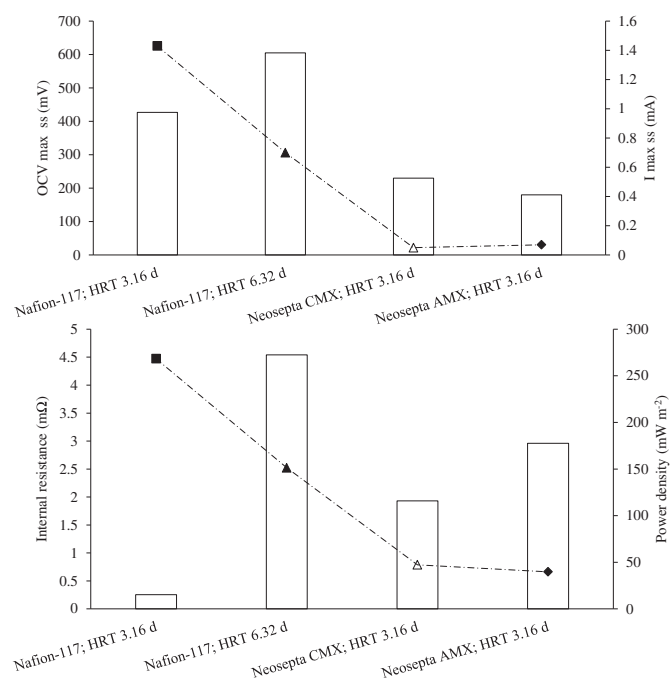 700
600
500
400
300
200
100
0
OCV max ss (mV)
1.6
1.4
1.2
1
0.8
0.6
0.4
0.2
0
I max ss (mA)
Nafion-117; HRT 3.16 d
Nafion-117; HRT 6.32 d
Neosepta CMX; HRT 3.16 d
Neosepta AMX; HRT 3.16 d
5
4.5
4
3.5
3
2.5
2
1.5
1
0.5
0
Internal resistance (mΩ)
300
250
200
150
100
50
0
Power density (mW m-2)
Nafion-117; HRT 3.16 d
Nafion-117; HRT 6.32 d
Neosepta CMX; HRT 3.16 d
Neosepta AMX; HRT 3.16 d